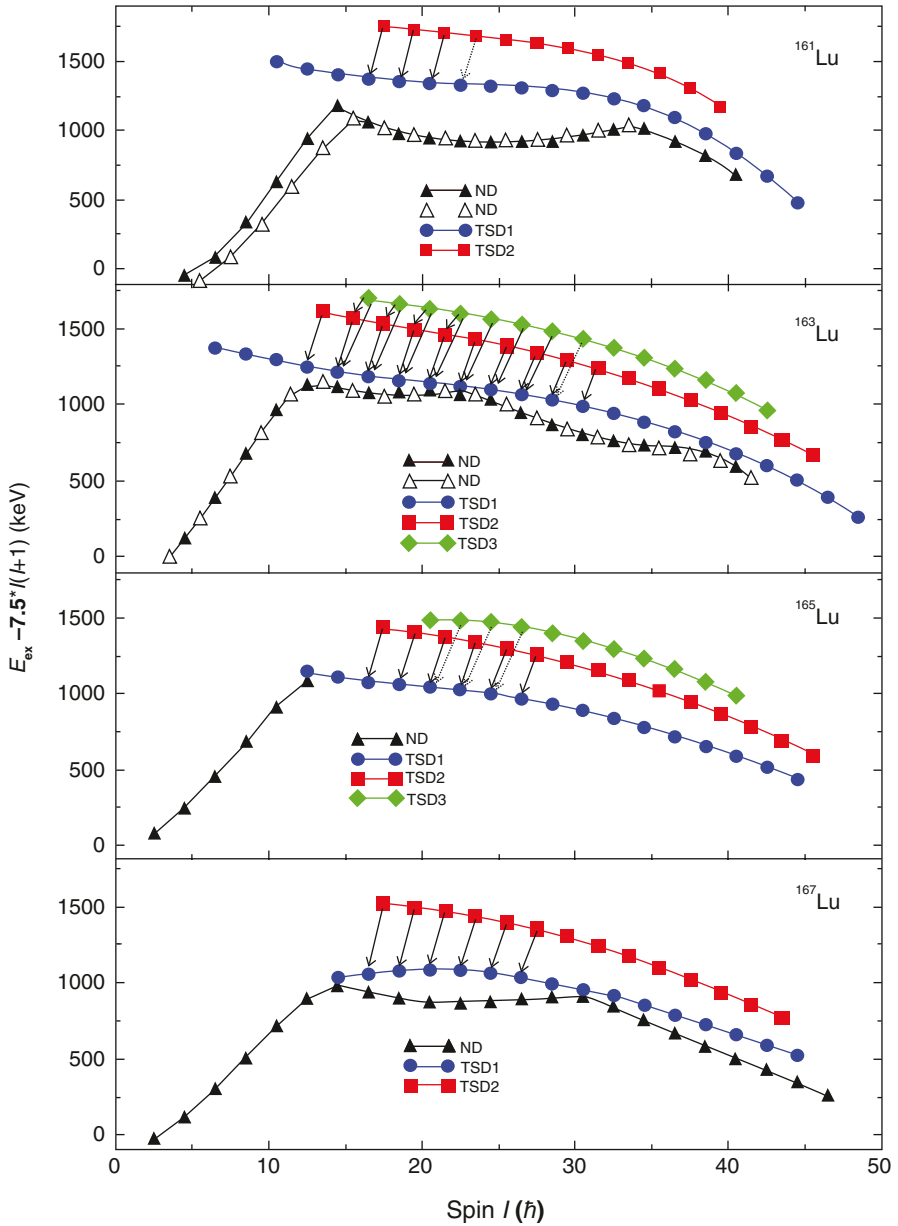 1500
1000
500
0
¹⁶¹Lu
ND
ND
TSD1
TSD2
1500
1000
500
0
¹⁶³Lu
ND
ND
TSD1
TSD2
TSD3
E_ex −7.5*I(I+1) (keV)
1500
1000
500
0
¹⁶⁵Lu
ND
TSD1
TSD2
TSD3
1500
1000
500
0
¹⁶⁷Lu
ND
TSD1
TSD2
0 10 20 30 40 50
Spin I (ħ)